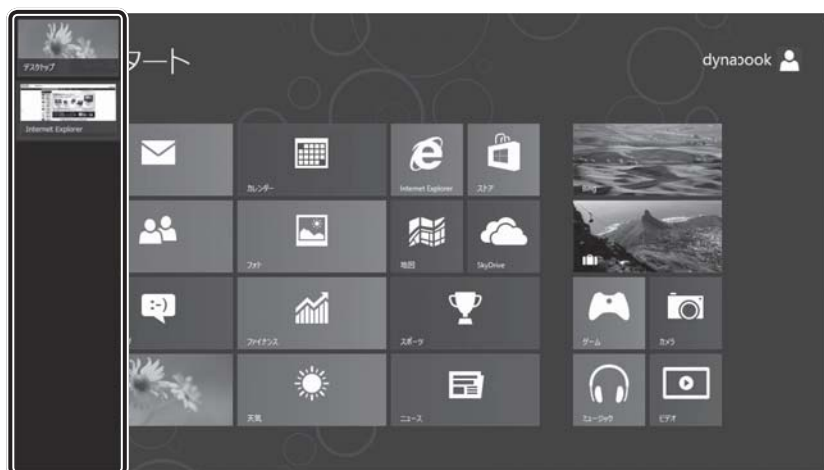 デスクトップ
Internet Explorer
タート
dynabook
カレンダー
Internet Explorer
ストア
Bing
フォト
地図
SkyDrive
ファイナンス
スポーツ
ゲーム
カメラ
天気
ニュース
ミュージック
ビデオ